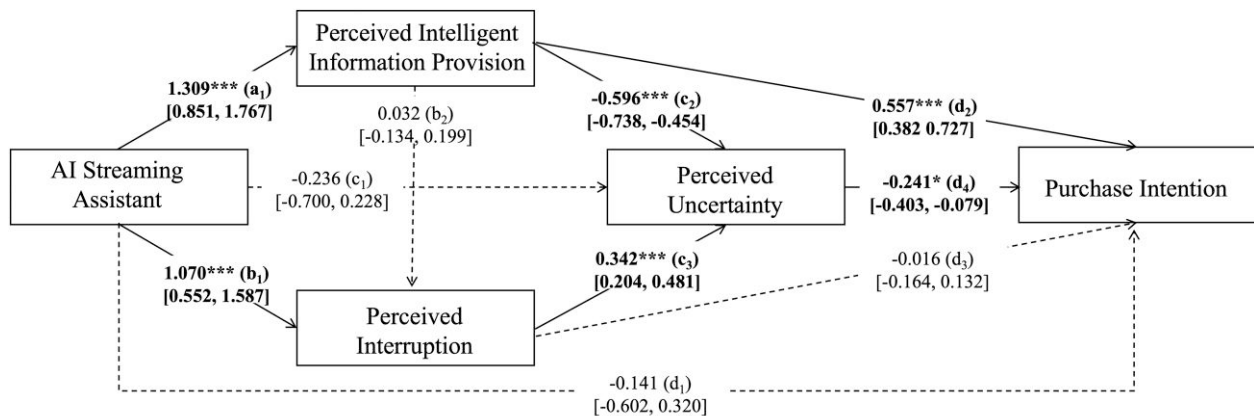 Perceived Intelligent
Information Provision
1.309*** (a₁)
[0.851, 1.767]
0.032 (b₂)
[-0.134, 0.199]
-0.596*** (c₂)
[-0.738, -0.454]
0.557*** (d₂)
[0.382 0.727]
AI Streaming
Assistant
-0.236 (c₁)
[-0.700, 0.228]
Perceived
Uncertainty
-0.241* (d₄)
[-0.403, -0.079]
Purchase Intention
1.070*** (b₁)
[0.552, 1.587]
0.342*** (c₃)
[0.204, 0.481]
-0.016 (d₃)
[-0.164, 0.132]
Perceived
Interruption
-0.141 (d₁)
[-0.602, 0.320]